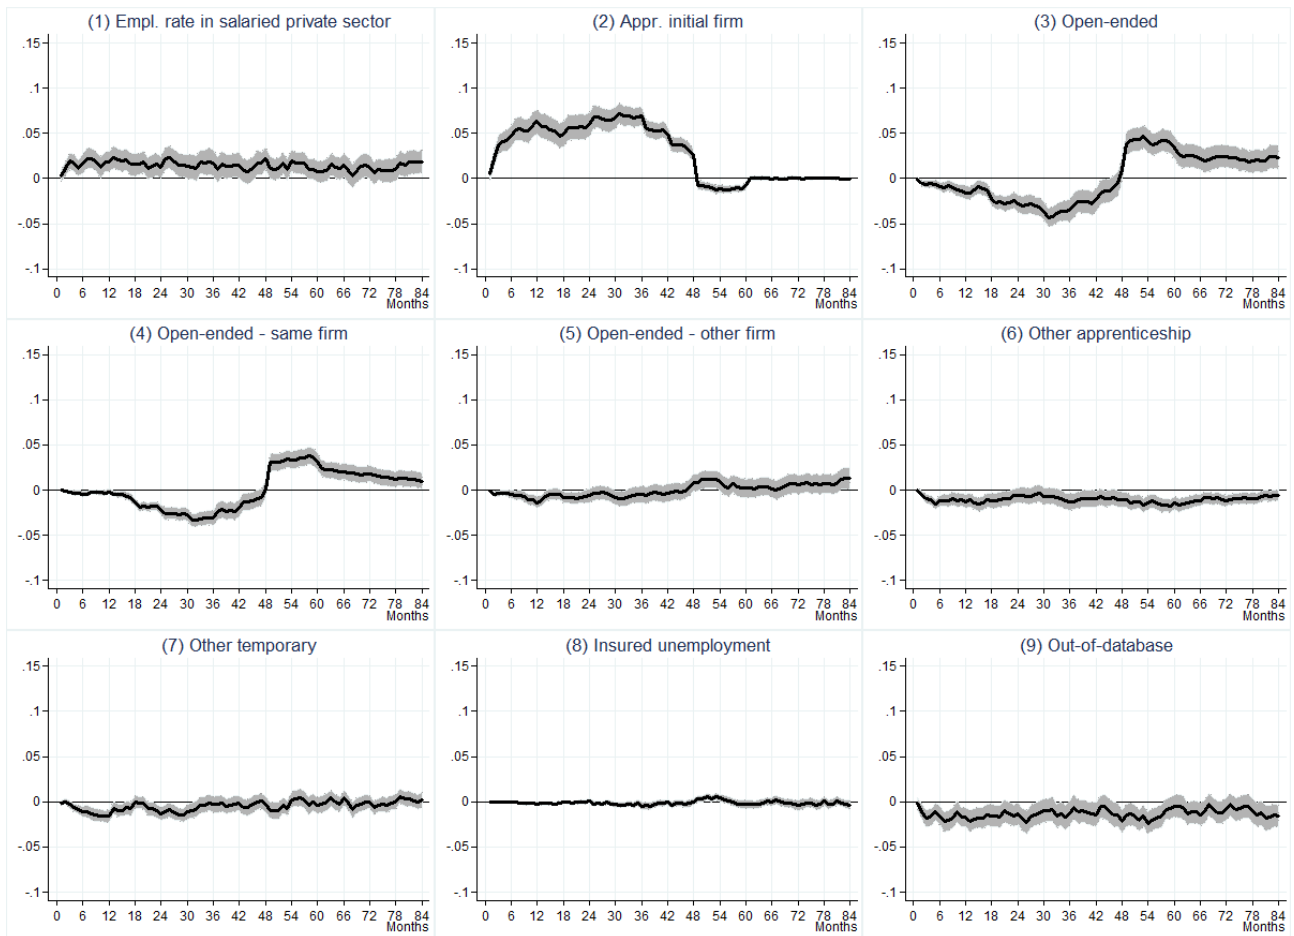 (1) Empl. rate in salaried private sector
.15
.1
.05
0
-.05
-.1
0 6 12 18 24 30 36 42 48 54 60 66 72 78 84
Months
(2) Appr. initial firm
.15
.1
.05
0
-.05
-.1
0 6 12 18 24 30 36 42 48 54 60 66 72 78 84
Months
(3) Open-ended
.15
.1
.05
0
-.05
-.1
0 6 12 18 24 30 36 42 48 54 60 66 72 78 84
Months
(4) Open-ended - same firm
.15
.1
.05
0
-.05
-.1
0 6 12 18 24 30 36 42 48 54 60 66 72 78 84
Months
(5) Open-ended - other firm
.15
.1
.05
0
-.05
-.1
0 6 12 18 24 30 36 42 48 54 60 66 72 78 84
Months
(6) Other apprenticeship
.15
.1
.05
0
-.05
-.1
0 6 12 18 24 30 36 42 48 54 60 66 72 78 84
Months
(7) Other temporary
.15
.1
.05
0
-.05
-.1
0 6 12 18 24 30 36 42 48 54 60 66 72 78 84
Months
(8) Insured unemployment
.15
.1
.05
0
-.05
-.1
0 6 12 18 24 30 36 42 48 54 60 66 72 78 84
Months
(9) Out-of-database
.15
.1
.05
0
-.05
-.1
0 6 12 18 24 30 36 42 48 54 60 66 72 78 84
Months